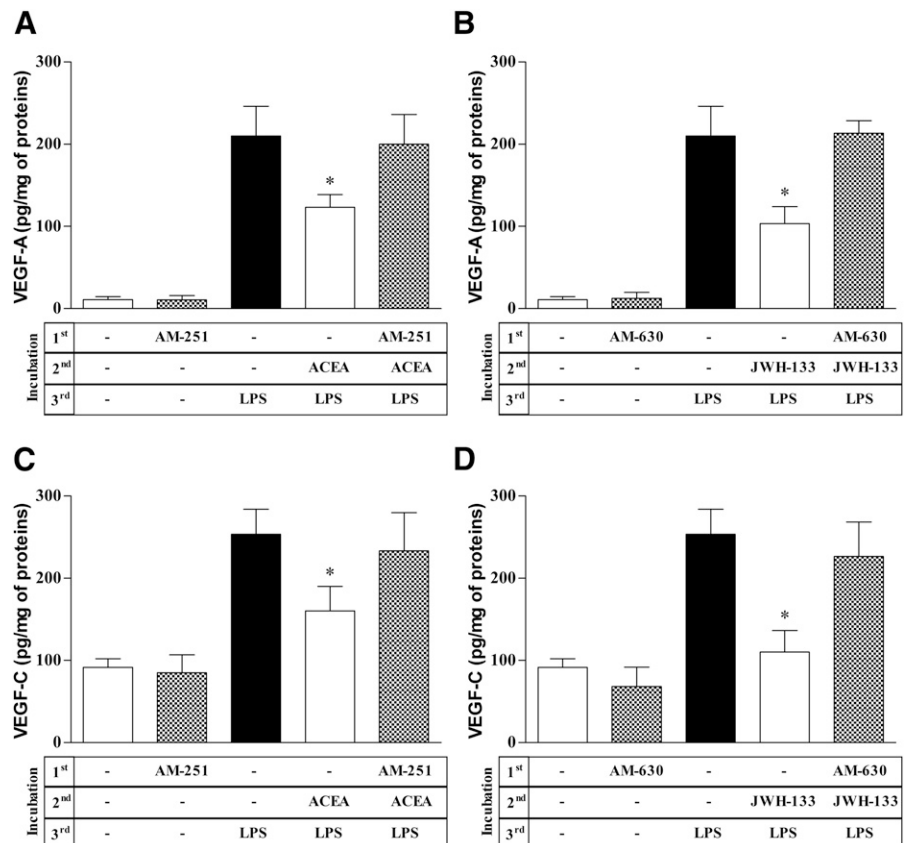 A
VEGF-A (pg/mg of proteins)
300
200
100
0
*
Incubation
1st - AM-251 - - AM-251
2nd - - - ACEA ACEA
3rd - - LPS LPS LPS
B
VEGF-A (pg/mg of proteins)
300
200
100
0
*
Incubation
1st - AM-630 - - AM-630
2nd - - - JWH-133 JWH-133
3rd - - LPS LPS LPS
C
VEGF-C (pg/mg of proteins)
300
200
100
0
*
Incubation
1st - AM-251 - - AM-251
2nd - - - ACEA ACEA
3rd - - LPS LPS LPS
D
VEGF-C (pg/mg of proteins)
300
200
100
0
*
Incubation
1st - AM-630 - - AM-630
2nd - - - JWH-133 JWH-133
3rd - - LPS LPS LPS